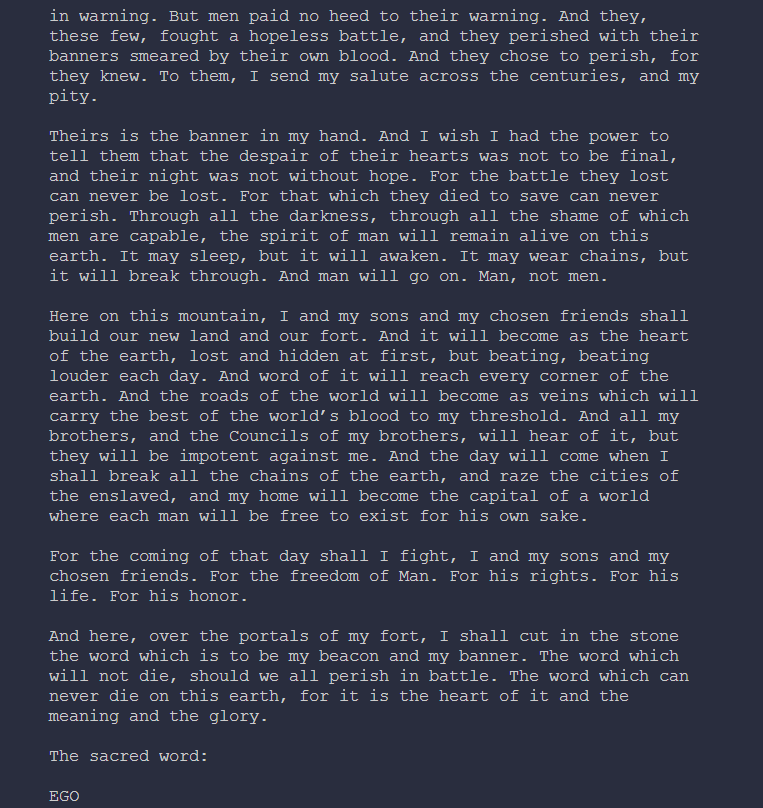 in warning. But men paid no heed to their warning. And they,
these few, fought a hopeless battle, and they perished with their
banners smeared by their own blood. And they chose to perish, for
they knew. To them, I send my salute across the centuries, and my
pity.
Theirs is the banner in my hand. And I wish I had the power to
tell them that the despair of their hearts was not to be final,
and their night was not without hope. For the battle they lost
can never be lost. For that which they died to save can never
perish. Through all the darkness, through all the shame of which
men are capable, the spirit of man will remain alive on this
earth. It may sleep, but it will awaken. It may wear chains, but
it will break through. And man will go on. Man, not men.
Here on this mountain, I and my sons and my chosen friends shall
build our new land and our fort. And it will become as the heart
of the earth, lost and hidden at first, but beating, beating
louder each day. And word of it will reach every corner of the
earth. And the roads of the world will become as veins which will
carry the best of the world’s blood to my threshold. And all my
brothers, and the Councils of my brothers, will hear of it, but
they will be impotent against me. And the day will come when I
shall break all the chains of the earth, and raze the cities of
the enslaved, and my home will become the capital of a world
where each man will be free to exist for his own sake.
For the coming of that day shall I fight, I and my sons and my
chosen friends. For the freedom of Man. For his rights. For his
life. For his honor.
And here, over the portals of my fort, I shall cut in the stone
the word which is to be my beacon and my banner. The word which
will not die, should we all perish in battle. The word which can
never die on this earth, for it is the heart of it and the
meaning and the glory.
The sacred word:
EGO